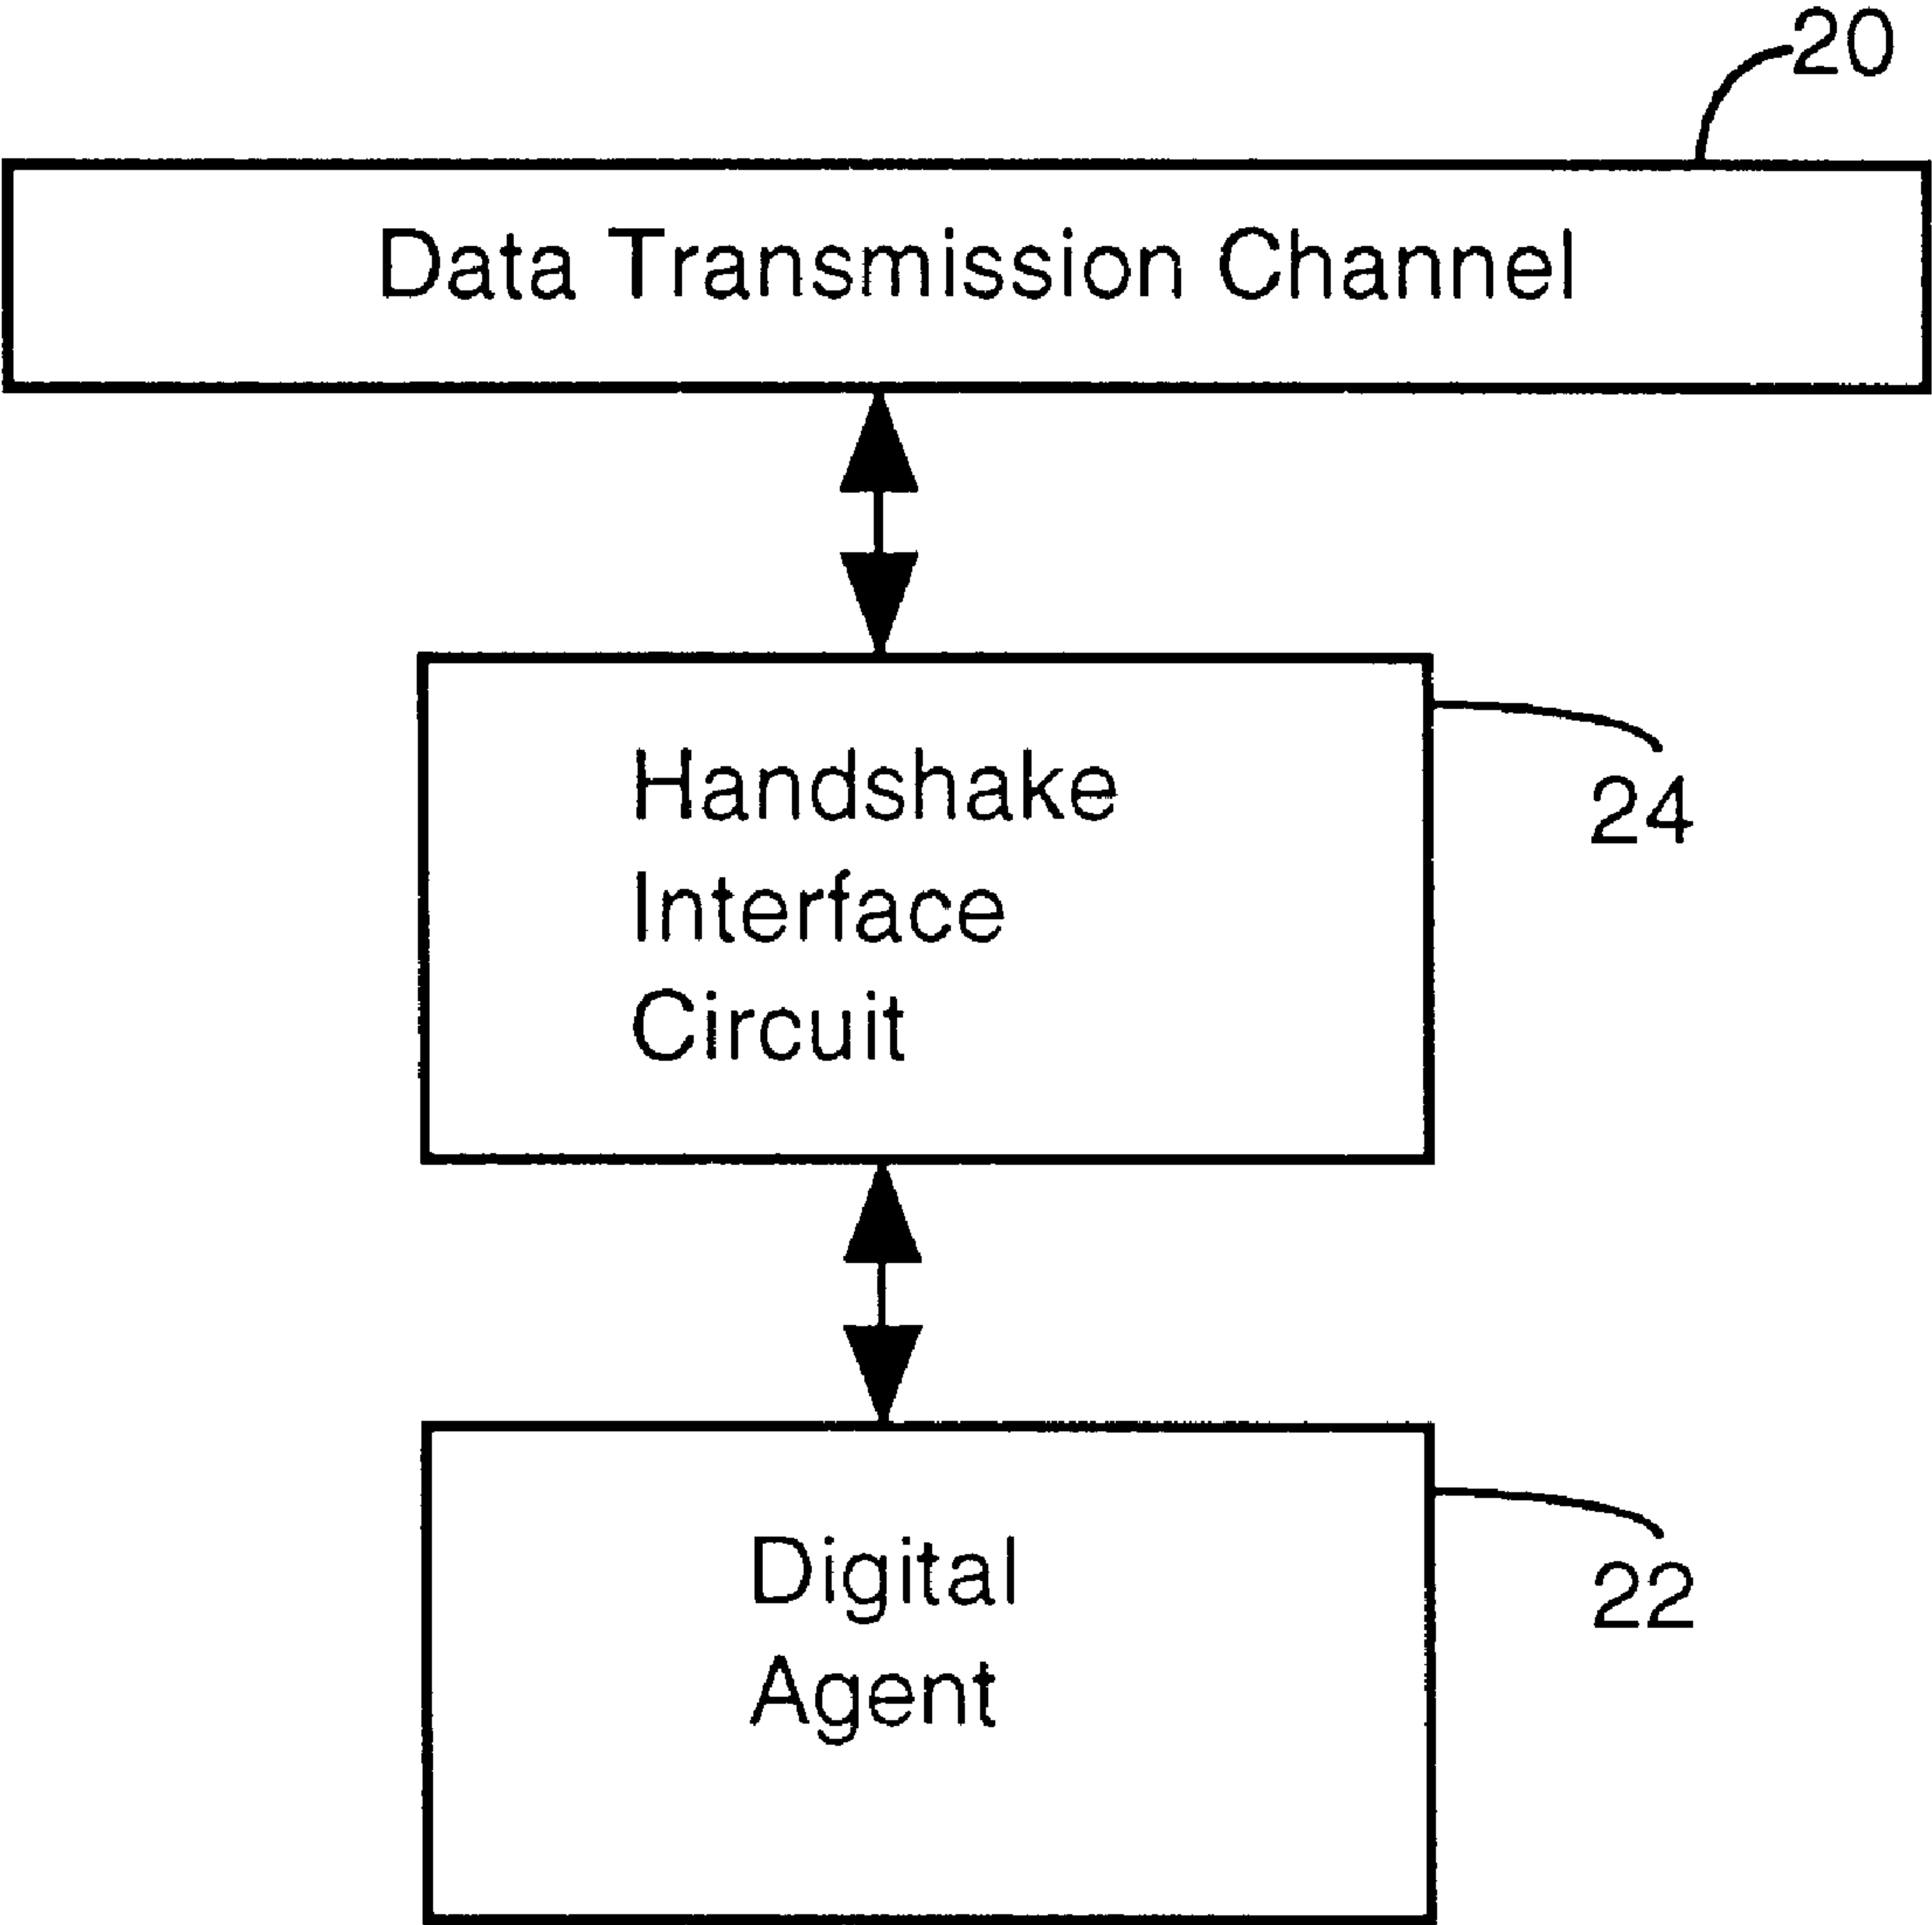 20
Data Transmission Channel
Handshake
Interface
Circuit
24
Digital
Agent
22